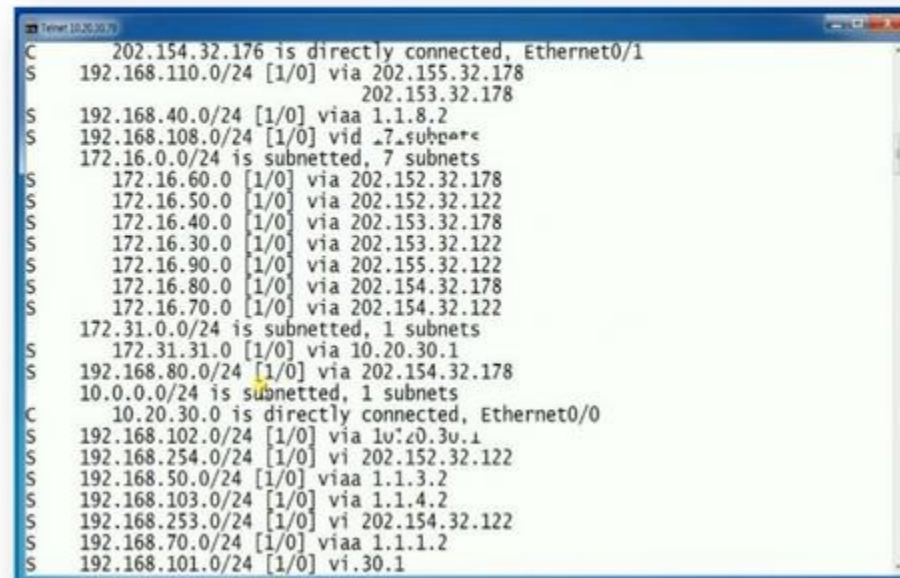 Telnet 10.20.30.79
C 202.154.32.176 is directly connected, Ethernet0/1
S 192.168.110.0/24 [1/0] via 202.155.32.178
202.153.32.178
S 192.168.40.0/24 [1/0] viaa 1.1.8.2
S 192.168.108.0/24 [1/0] vid
172.16.0.0/24 is subnetted, 7 subnets
S 172.16.60.0 [1/0] via 202.152.32.178
S 172.16.50.0 [1/0] via 202.152.32.122
S 172.16.40.0 [1/0] via 202.153.32.178
S 172.16.30.0 [1/0] via 202.153.32.122
S 172.16.90.0 [1/0] via 202.155.32.122
S 172.16.80.0 [1/0] via 202.154.32.178
S 172.16.70.0 [1/0] via 202.154.32.122
172.31.0.0/24 is subnetted, 1 subnets
S 172.31.31.0 [1/0] via 10.20.30.1
S 192.168.80.0/24 [1/0] via 202.154.32.178
10.0.0.0/24 is subnetted, 1 subnets
C 10.20.30.0 is directly connected, Ethernet0/0
S 192.168.102.0/24 [1/0] via
S 192.168.254.0/24 [1/0] vi 202.152.32.122
S 192.168.50.0/24 [1/0] viaa 1.1.3.2
S 192.168.103.0/24 [1/0] via 1.1.4.2
S 192.168.253.0/24 [1/0] vi 202.154.32.122
S 192.168.70.0/24 [1/0] viaa 1.1.1.2
S 192.168.101.0/24 [1/0] vi.30.1